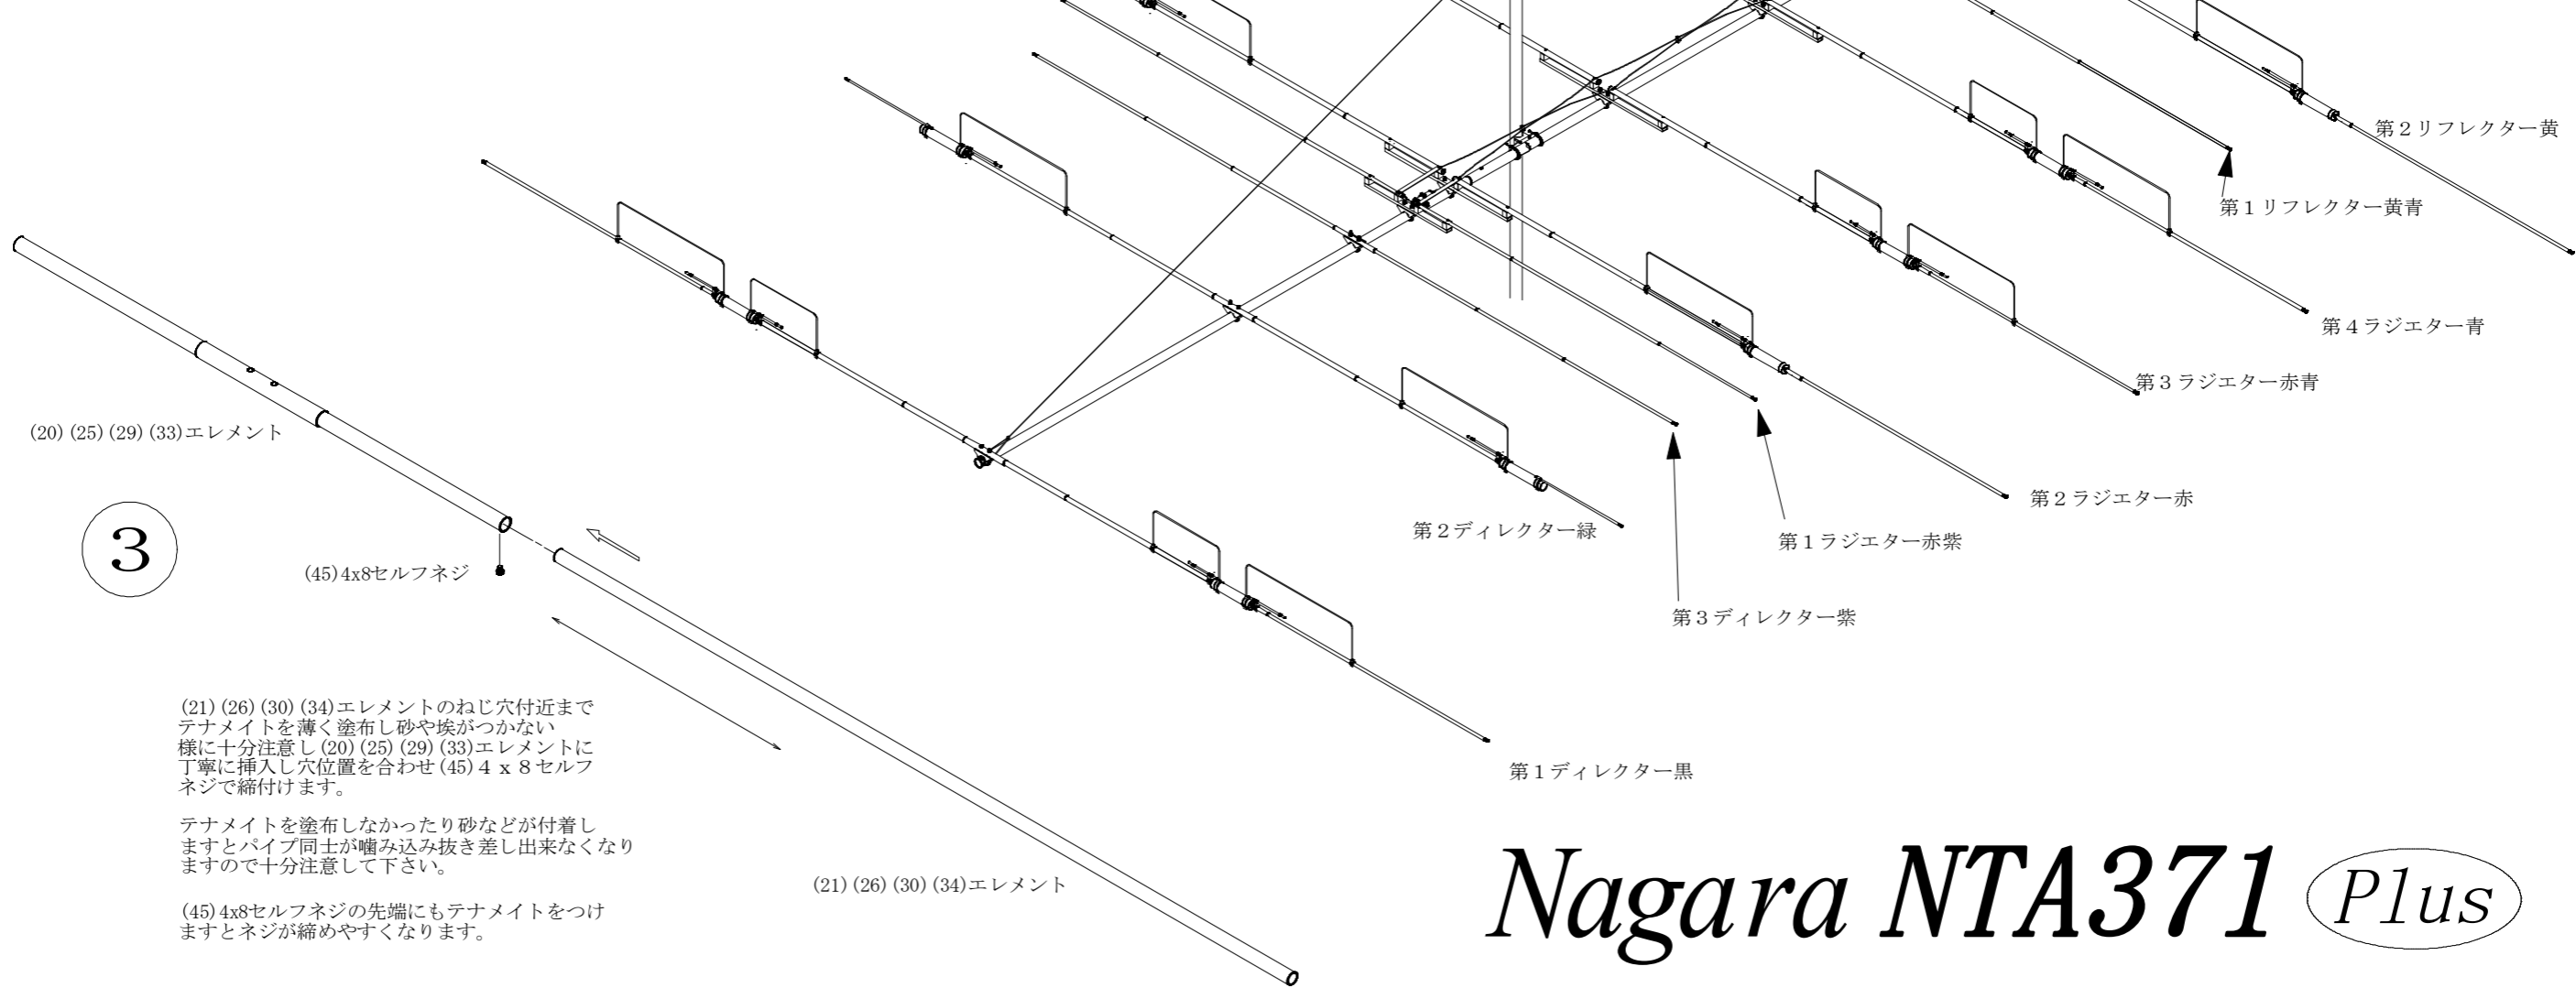 第２リフレクター黄
第１リフレクター黄青
第４ラジエター青
第３ラジエター赤青
第２ラジエター赤
第１ラジエター赤紫
第２ディレクター緑
第３ディレクター紫
第１ディレクター黒
(20)(25)(29)(33)エレメント
3
(45)4x8セルフネジ
(21)(26)(30)(34)エレメントのねじ穴付近まで
テナメイトを薄く塗布し砂や埃がつかない
様に十分注意し(20)(25)(29)(33)エレメントに
丁寧に挿入し穴位置を合わせ(45)４ｘ８セルフ
ネジで締付けます。
テナメイトを塗布しなかったり砂などが付着し
ますとパイプ同士が噛み込み抜き差し出来なくなり
ますので十分注意して下さい。
(45)4x8セルフネジの先端にもテナメイトをつけ
ますとネジが締めやすくなります。
(21)(26)(30)(34)エレメント
Nagara NTA371 Plus